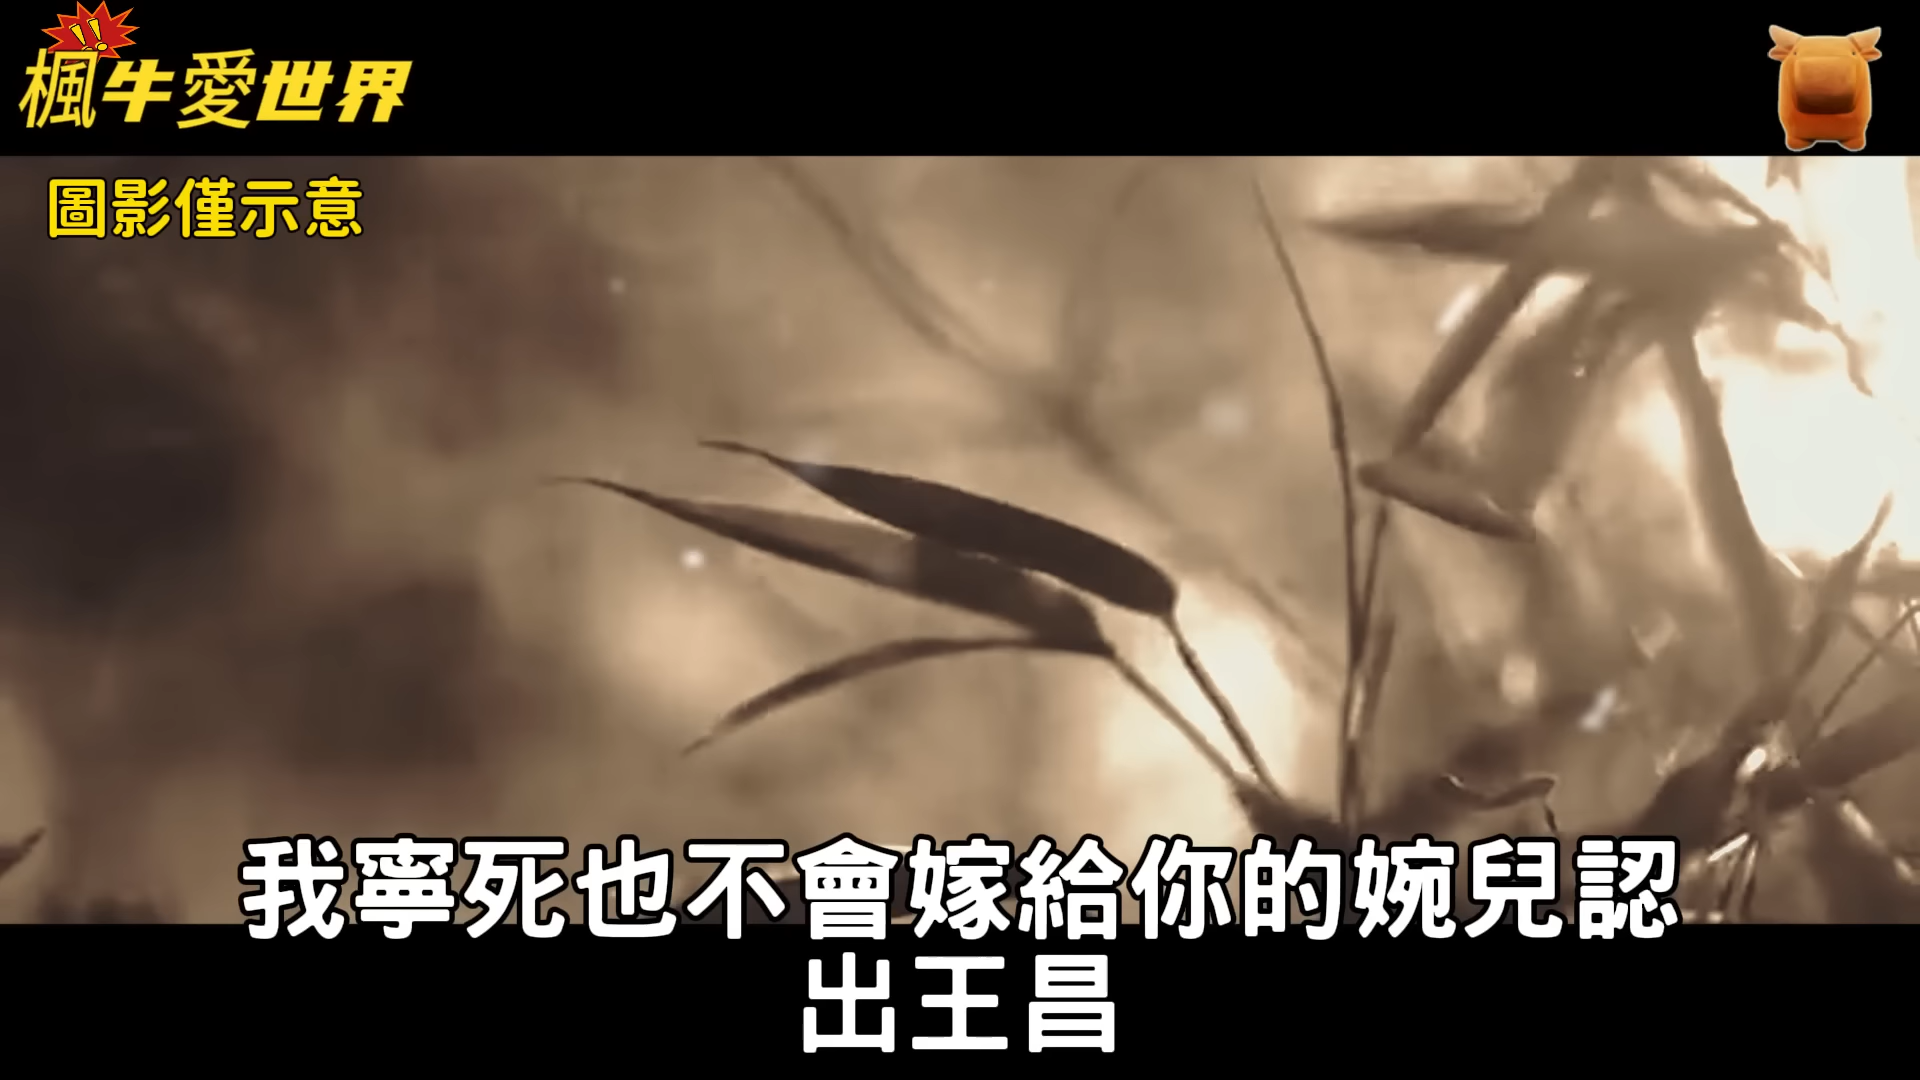 楓牛愛世界
圖影僅示意
我寧死也不會嫁給你的婉兒認
出王昌